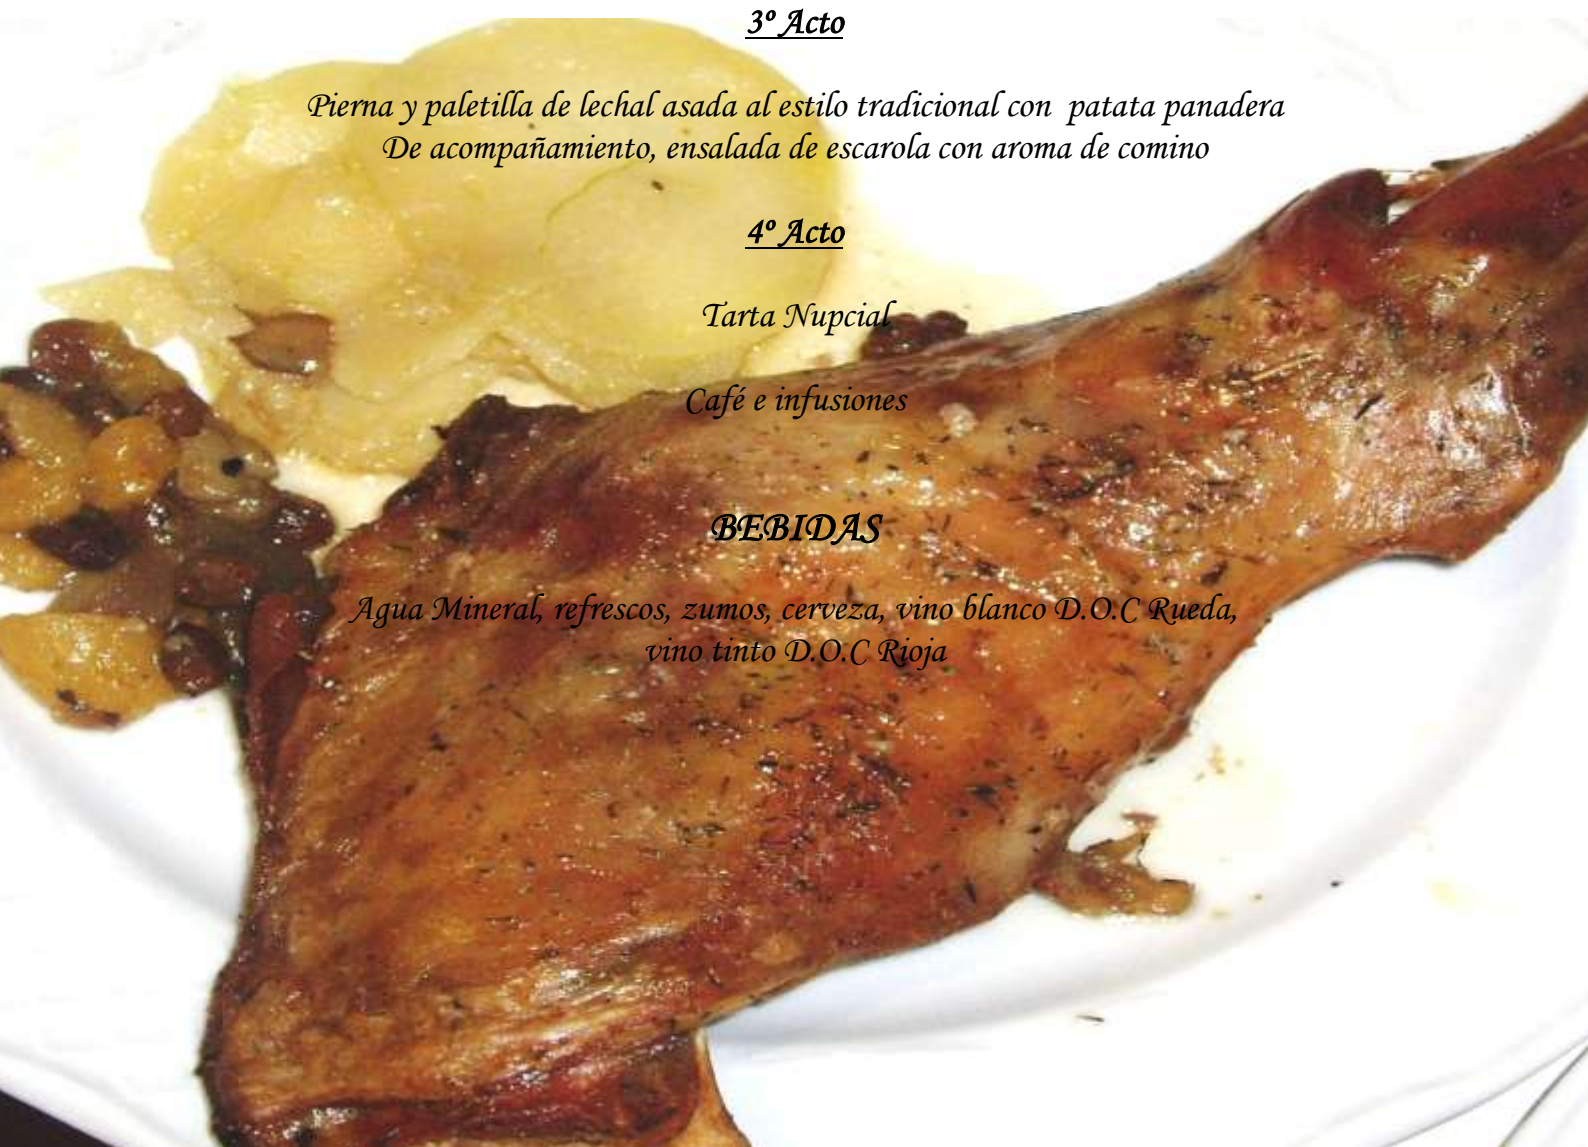 3º Acto
Pierna y paletilla de lechal asada al estilo tradicional con patata panadera
De acompañamiento, ensalada de escarola con aroma de comino
4º Acto
Tarta Nupcial
Café e infusiones
BEBIDAS
Agua Mineral, refrescos, zumos, cerveza, vino blanco D.O.C Rueda,
vino tinto D.O.C Rioja